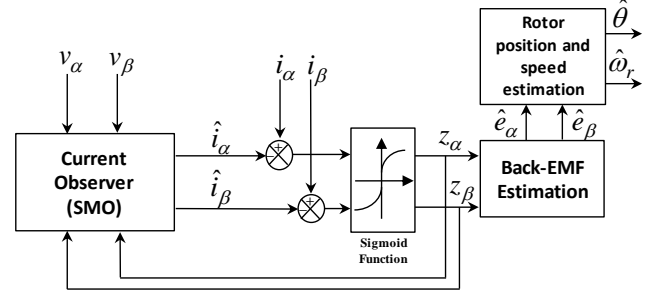 v_α v_β
i_α i_β
Rotor
position and
speed
estimation
θ̂
ω̂_r
ê_α ê_β
Current
Observer
(SMO)
î_α
î_β
+
−
+
−
z_α
z_β
Back-EMF
Estimation
Sigmoid
Function